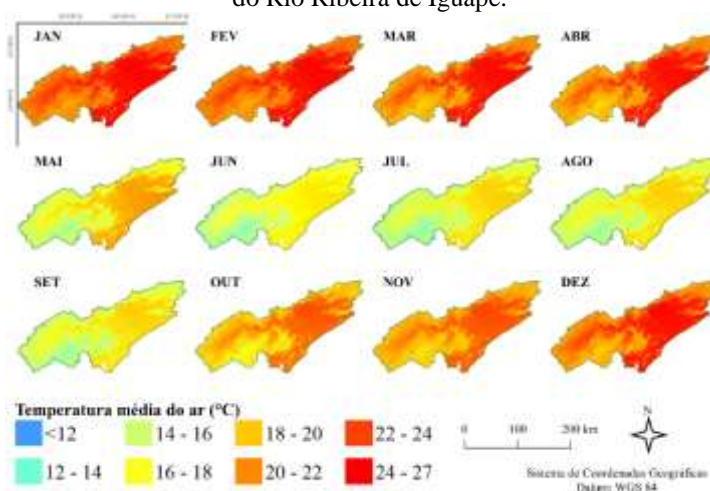 do Rio Ribeira de Iguape.
JAN FEV MAR ABR
MAI JUN JUL AGO
SET OUT NOV DEZ
Temperatura média do ar (°C)
<12 14 - 16 18 - 20 22 - 24
12 - 14 16 - 18 20 - 22 24 - 27
0 100 200 km
N
Sistema de Coordenadas Geográficas
Datum: WGS 84